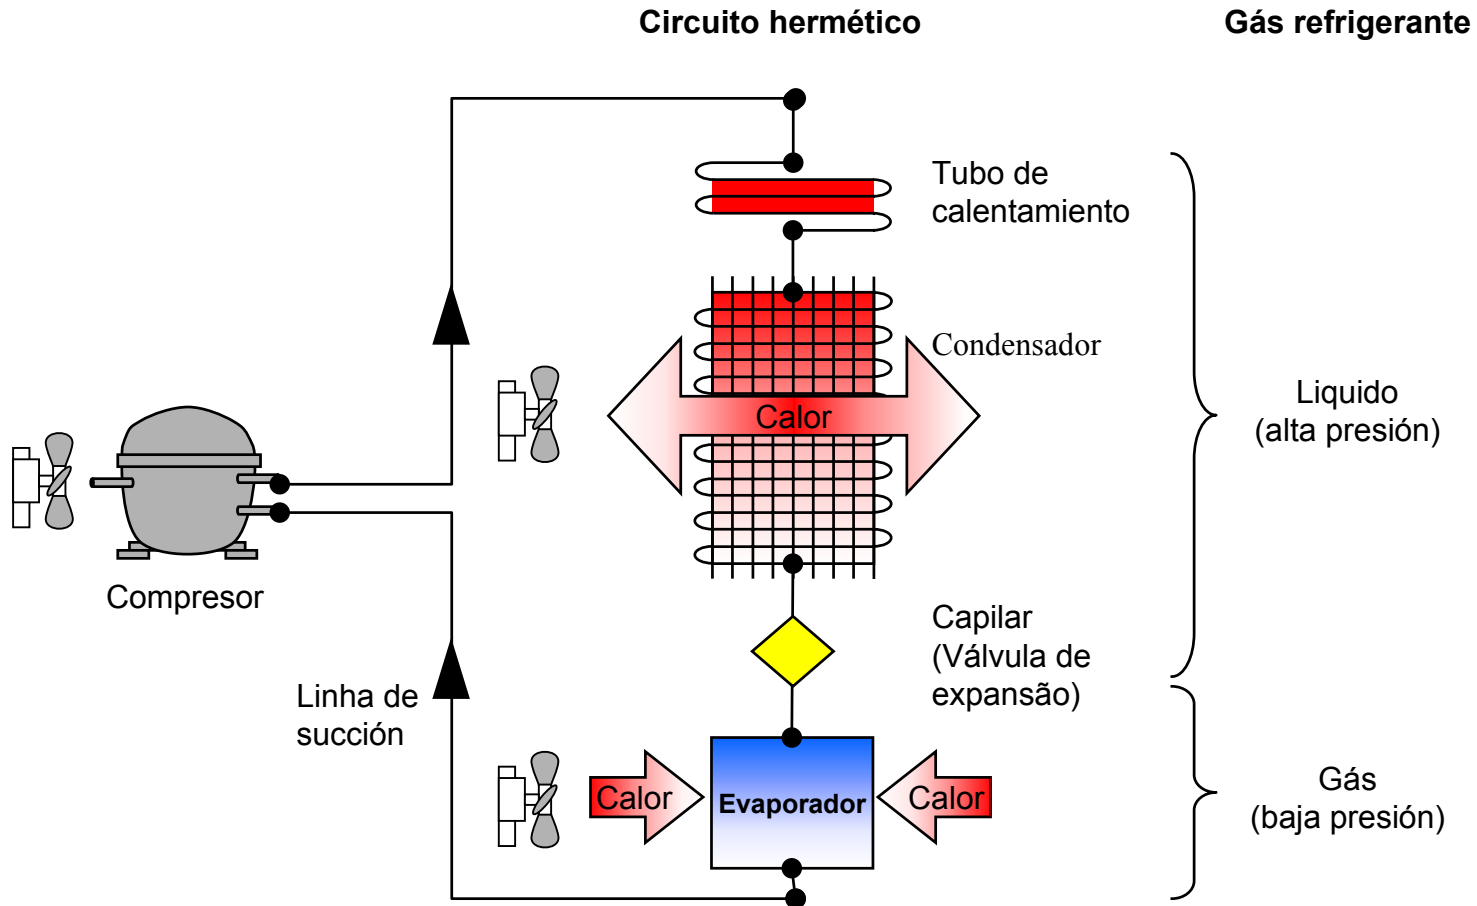 Circuito hermético
Gás refrigerante
Tubo de
calentamiento
Condensador
Calor
Liquido
(alta presión)
Compresor
Capilar
(Válvula de
expansão)
Linha de
succión
Calor
Evaporador
Calor
Gás
(baja presión)